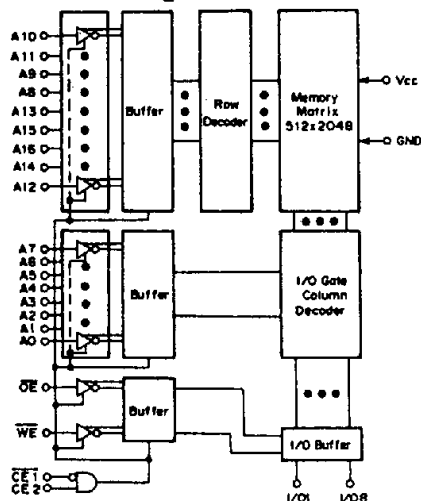 A10
A11
A9
A8
A13
A15
A16
A14
A12
Buffer
Row
Decoder
Memory
Matrix
512x2048
Vcc
GND
A7
A6
A5
A4
A3
A2
A1
A0
Buffer
I/O Gate
Column
Decoder
OE
WE
Buffer
I/O Buffer
CE1
CE2
I/O1
I/O8